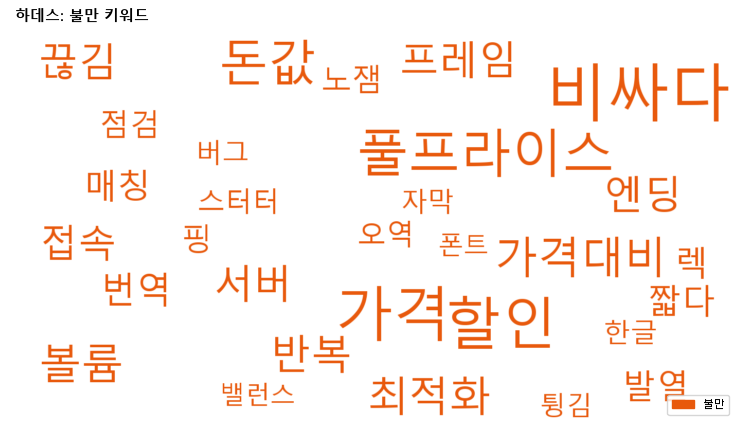 하데스: 불만 키워드
끊김
돈값
노잼
프레임
비싸다
점검
버그
풀프라이스
매칭
스터터
자막
엔딩
접속
핑
오역
폰트
가격대비
렉
번역
서버
가격
할인
짧다
한글
볼륨
반복
밸런스
최적화
튕김
발열
불만